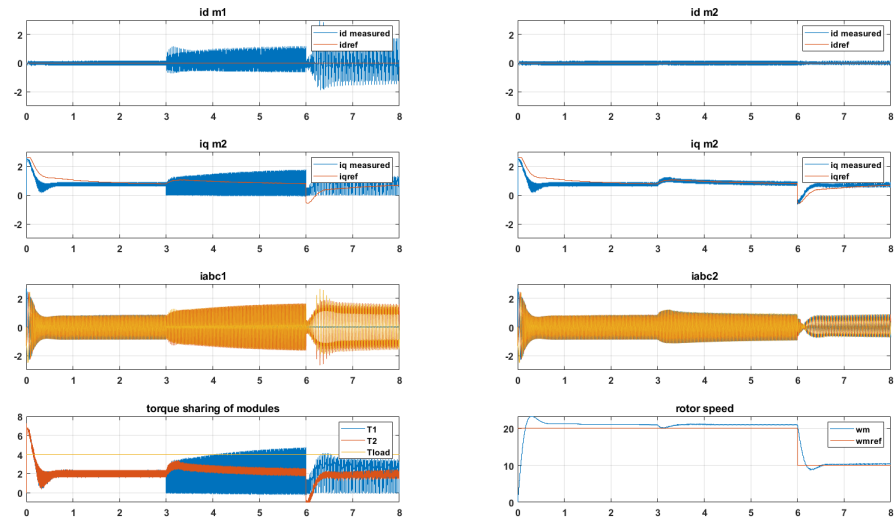 id m1
id measured
idref
2
0
-2
0 1 2 3 4 5 6 7 8
id m2
id measured
idref
2
0
-2
0 1 2 3 4 5 6 7 8
iq m2
iq measured
iqref
2
0
-2
0 1 2 3 4 5 6 7 8
iq m2
iq measured
iqref
2
0
-2
0 1 2 3 4 5 6 7 8
iabc1
2
0
-2
0 1 2 3 4 5 6 7 8
iabc2
2
0
-2
0 1 2 3 4 5 6 7 8
torque sharing of modules
T1
T2
Tload
8
6
4
2
0
0 1 2 3 4 5 6 7 8
rotor speed
wm
wmref
20
10
0
0 1 2 3 4 5 6 7 8